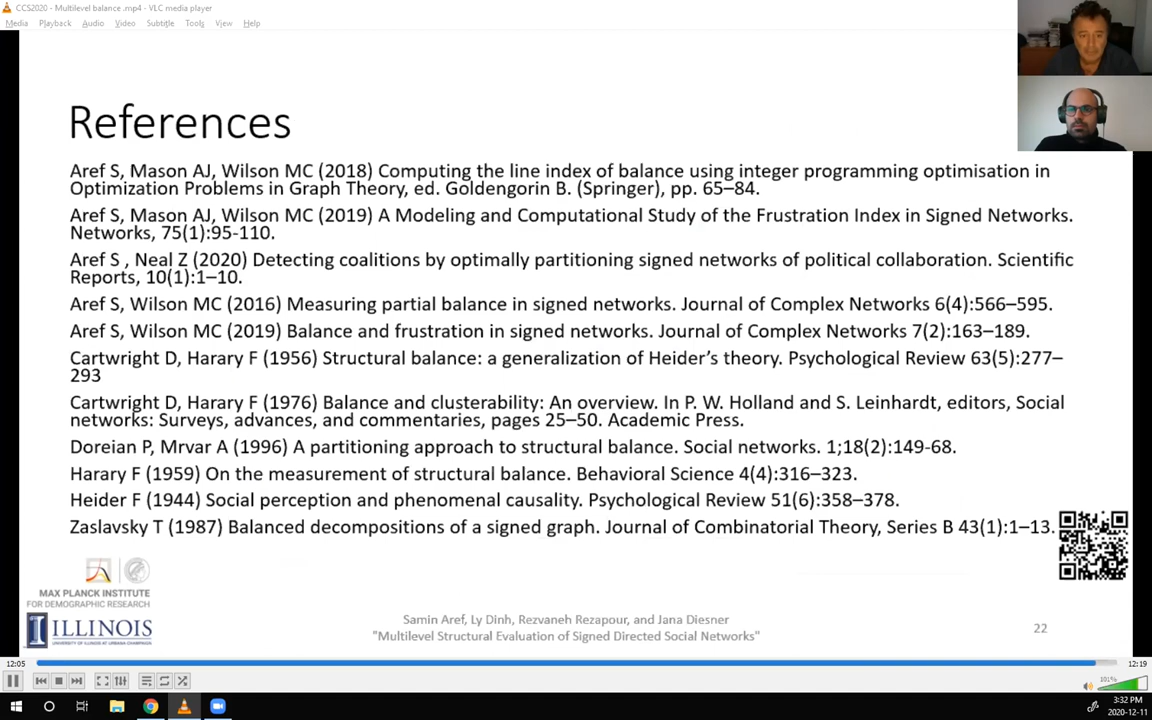 CCS2020 - Multilevel balance .mp4 - VLC media player
Media Playback Audio Video Subtitle Tools View Help
References
Aref S, Mason AJ, Wilson MC (2018) Computing the line index of balance using integer programming optimisation in
Optimization Problems in Graph Theory, ed. Goldengorin B. (Springer), pp. 65–84.
Aref S, Mason AJ, Wilson MC (2019) A Modeling and Computational Study of the Frustration Index in Signed Networks.
Networks, 75(1):95-110.
Aref S , Neal Z (2020) Detecting coalitions by optimally partitioning signed networks of political collaboration. Scientific
Reports, 10(1):1–10.
Aref S, Wilson MC (2016) Measuring partial balance in signed networks. Journal of Complex Networks 6(4):566–595.
Aref S, Wilson MC (2019) Balance and frustration in signed networks. Journal of Complex Networks 7(2):163–189.
Cartwright D, Harary F (1956) Structural balance: a generalization of Heider’s theory. Psychological Review 63(5):277–
293
Cartwright D, Harary F (1976) Balance and clusterability: An overview. In P. W. Holland and S. Leinhardt, editors, Social
networks: Surveys, advances, and commentaries, pages 25–50. Academic Press.
Doreian P, Mrvar A (1996) A partitioning approach to structural balance. Social networks. 1;18(2):149-68.
Harary F (1959) On the measurement of structural balance. Behavioral Science 4(4):316–323.
Heider F (1944) Social perception and phenomenal causality. Psychological Review 51(6):358–378.
Zaslavsky T (1987) Balanced decompositions of a signed graph. Journal of Combinatorial Theory, Series B 43(1):1–13.
MAX PLANCK INSTITUTE
FOR DEMOGRAPHIC RESEARCH
ILLINOIS
UNIVERSITY OF ILLINOIS AT URBANA-CHAMPAIGN
Samin Aref, Ly Dinh, Rezvaneh Rezapour, and Jana Diesner
"Multilevel Structural Evaluation of Signed Directed Social Networks"
22
12:05
12:19
101%
3:32 PM
2020-12-11